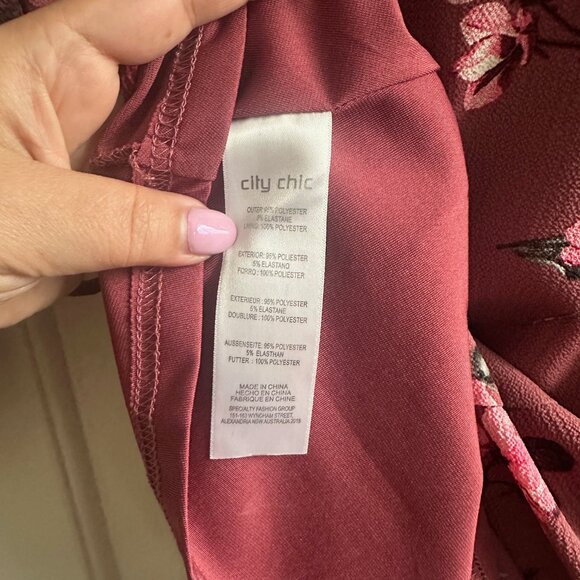 city chic
OUTER: 95% POLYESTER
5% ELASTANE
LINING: 100% POLYESTER
EXTERIOR: 95% POLIESTER
5% ELASTANO
FORRO: 100% POLIESTER
EXTERIEUR: 95% POLYESTER
5% ELASTANE
DOUBLURE : 100% POLYESTER
AUSSENSEITE: 95% POLYESTER
5% ELASTHAN
FUTTER : 100% POLYESTER
MADE IN CHINA
HECHO EN CHINA
FABRIQUE EN CHINE
SPECIALTY FASHION GROUP
151-163 WYNDHAM STREET,
ALEXANDRIA NSW AUSTRALIA 2015